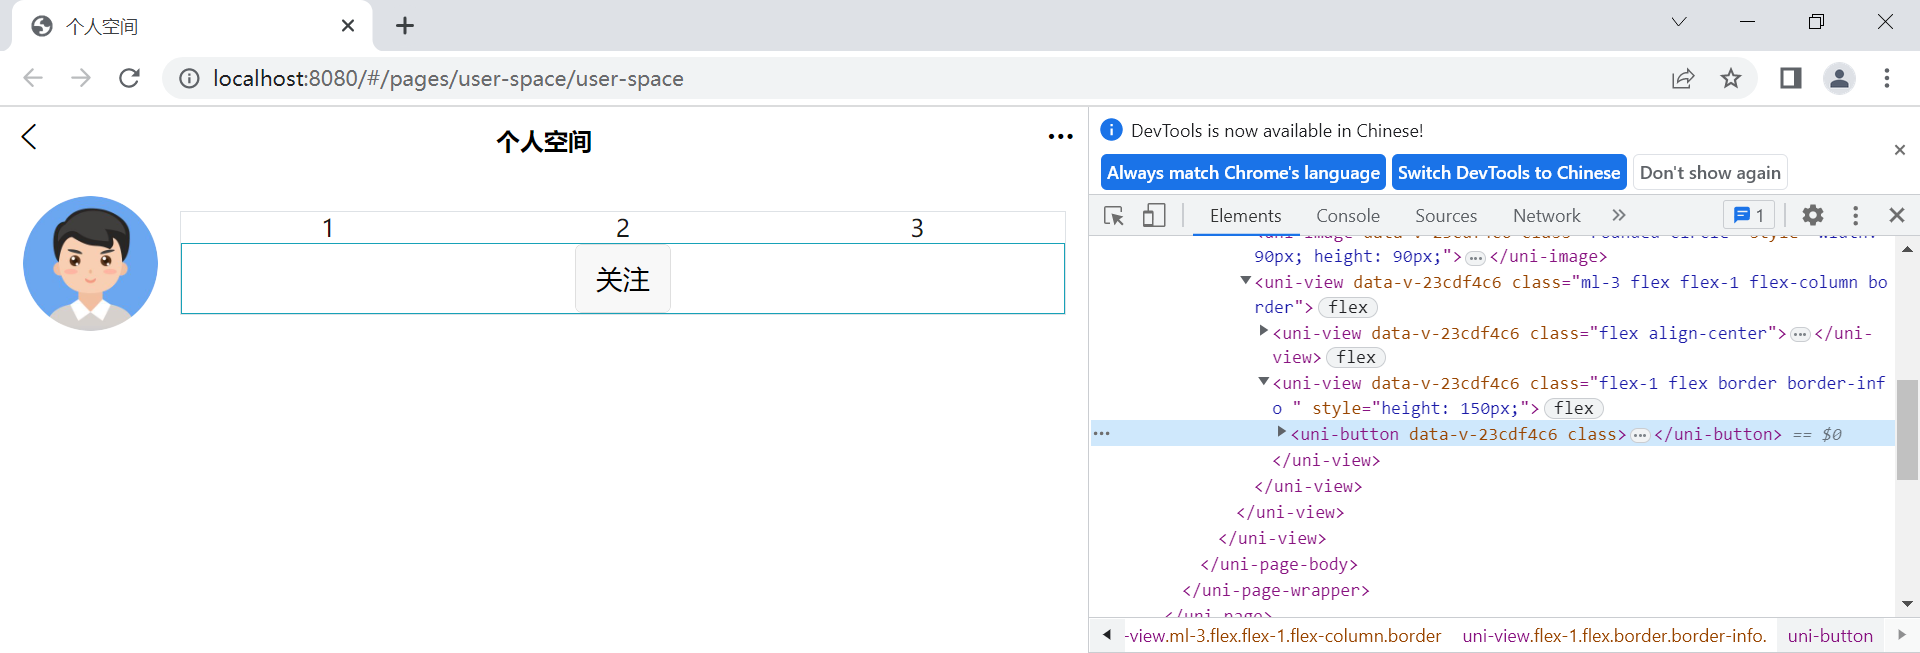 个人空间
localhost:8080/#/pages/user-space/user-space
个人空间
1 2 3
关注
DevTools is now available in Chinese!
Always match Chrome's language Switch DevTools to Chinese Don't show again
Elements Console Sources Network 1
90px; height: 90px;"> </uni-image>
<uni-view data-v-23cdf4c6 class="ml-3 flex flex-1 flex-column bo
rder"> flex
<uni-view data-v-23cdf4c6 class="flex align-center"> </uni-
view> flex
<uni-view data-v-23cdf4c6 class="flex-1 flex border border-inf
o " style="height: 150px;"> flex
<uni-button data-v-23cdf4c6 class> </uni-button> == $0
</uni-view>
</uni-view>
</uni-view>
</uni-view>
</uni-page-body>
</uni-page-wrapper>
</uni-page>
-view.ml-3.flex.flex-1.flex-column.border uni-view.flex-1.flex.border.border-info. uni-button